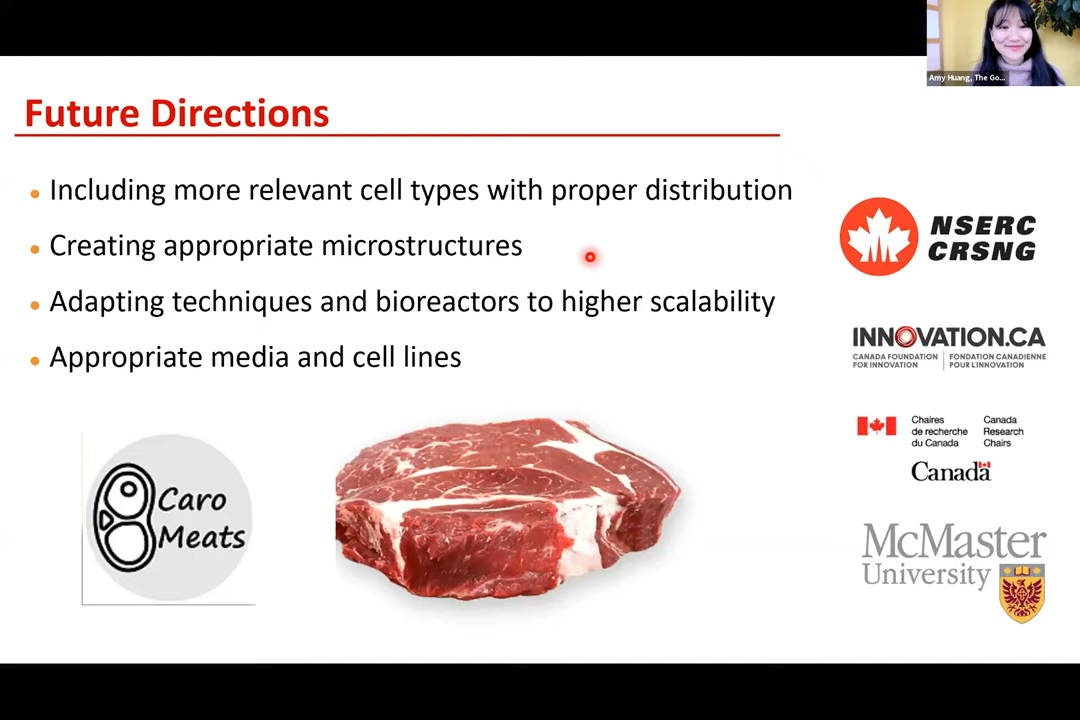 Amy Huang, The Go...
Future Directions
Including more relevant cell types with proper distribution
Creating appropriate microstructures
Adapting techniques and bioreactors to higher scalability
Appropriate media and cell lines
NSERC
CRSNG
INNOVATION.CA
CANADA FOUNDATION
FOR INNOVATION
FONDATION CANADIENNE
POUR L'INNOVATION
Chaires
de recherche
du Canada
Canada
Research
Chairs
Canada
Caro
Meats
McMaster
University